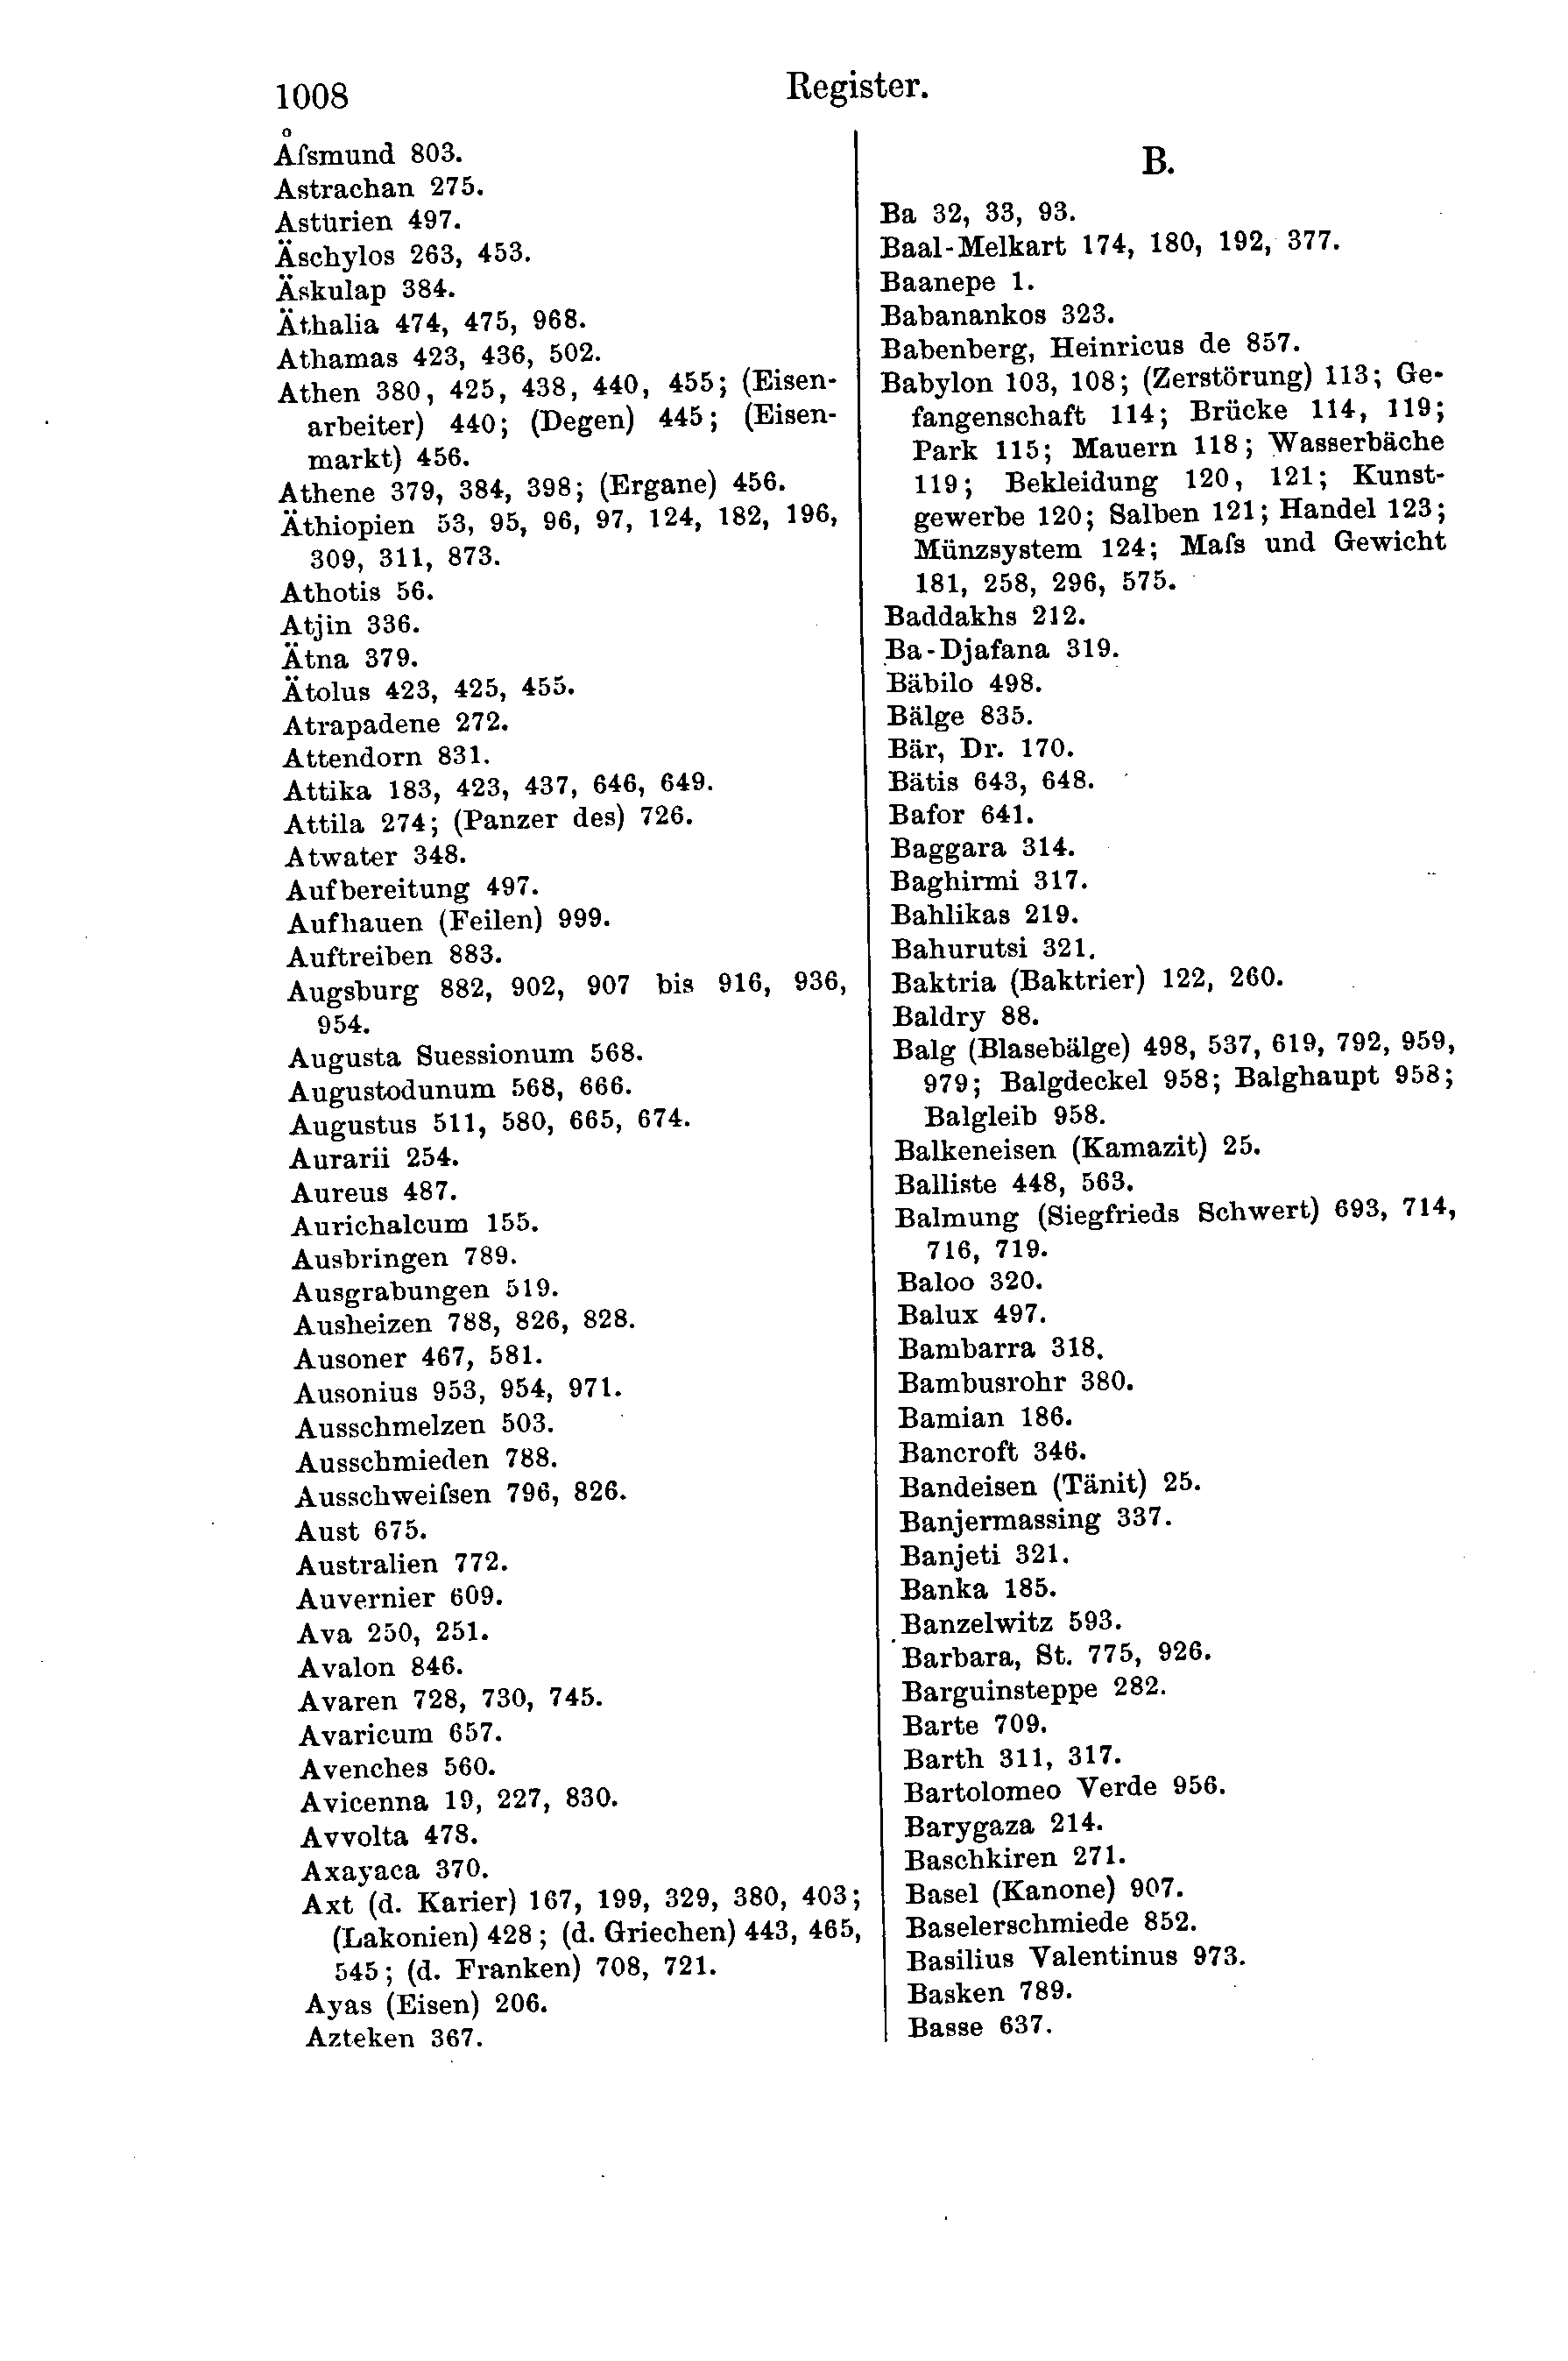 1008
Register.
Åſsmund 803.
Astrachan 275.
Asturien 497.
Äschylos 263, 453.
Äskulap 384.
Äthalia 474, 475, 968.
Athamas 423, 436, 502.
Athen 380, 425, 438, 440, 455; (Eisen-
arbeiter) 440; (Degen) 445; (Eisen-
markt) 456.
Athene 379, 384, 398; (Ergane) 456.
Äthiopien 53, 95, 96, 97, 124, 182, 196,
309, 311, 873.
Athotis 56.
Atjin 336.
Ätna 379.
Ätolus 423, 425, 455.
Atrapadene 272.
Attendorn 831.
Attika 183, 423, 437, 646, 649.
Attila 274; (Panzer des) 726.
Atwater 348.
Aufbereitung 497.
Aufhauen (Feilen) 999.
Auftreiben 883.
Augsburg 882, 902, 907 bis 916, 936,
954.
Augusta Suessionum 568.
Augustodunum 568, 666.
Augustus 511, 580, 665, 674.
Aurarii 254.
Aureus 487.
Aurichalcum 155.
Ausbringen 789.
Ausgrabungen 519.
Ausheizen 788, 826, 828.
Ausoner 467, 581.
Ausonius 953, 954, 971.
Ausschmelzen 503.
Ausschmieden 788.
Ausschweiſsen 796, 826.
Aust 675.
Australien 772.
Auvernier 609.
Ava 250, 251.
Avalon 846.
Avaren 728, 730, 745.
Avaricum 657.
Avenches 560.
Avicenna 19, 227, 830.
Avvolta 478.
Axayaca 370.
Axt (d. Karier) 167, 199, 329, 380, 403;
(Lakonien) 428; (d. Griechen) 443, 465,
545; (d. Franken) 708, 721.
Ayas (Eisen) 206.
Azteken 367.
B.
Ba 32, 33, 93.
Baal-Melkart 174, 180, 192, 377.
Baanepe 1.
Babanankos 323.
Babenberg, Heinricus de 857.
Babylon 103, 108; (Zerstörung) 113; Ge-
fangenschaft 114; Brücke 114, 119;
Park 115; Mauern 118; Wasserbäche
119; Bekleidung 120, 121; Kunst-
gewerbe 120; Salben 121; Handel 123;
Münzsystem 124; Maſs und Gewicht
181, 258, 296, 575.
Baddakhs 212.
Ba-Djafana 319.
Bäbilo 498.
Bälge 835.
Bär, Dr. 170.
Bätis 643, 648.
Bafor 641.
Baggara 314.
Baghirmi 317.
Bahlikas 219.
Bahurutsi 321.
Baktria (Baktrier) 122, 260.
Baldry 88.
Balg (Blasebälge) 498, 537, 619, 792, 959,
979; Balgdeckel 958; Balghaupt 958;
Balgleib 958.
Balkeneisen (Kamazit) 25.
Balliste 448, 563.
Balmung (Siegfrieds Schwert) 693, 714,
716, 719.
Baloo 320.
Balux 497.
Bambarra 318.
Bambusrohr 380.
Bamian 186.
Bancroft 346.
Bandeisen (Tänit) 25.
Banjermassing 337.
Banjeti 321.
Banka 185.
Banzelwitz 593.
Barbara, St. 775, 926.
Barguinsteppe 282.
Barte 709.
Barth 311, 317.
Bartolomeo Verde 956.
Barygaza 214.
Baschkiren 271.
Basel (Kanone) 907.
Baselerschmiede 852.
Basilius Valentinus 973.
Basken 789.
Basse 637.